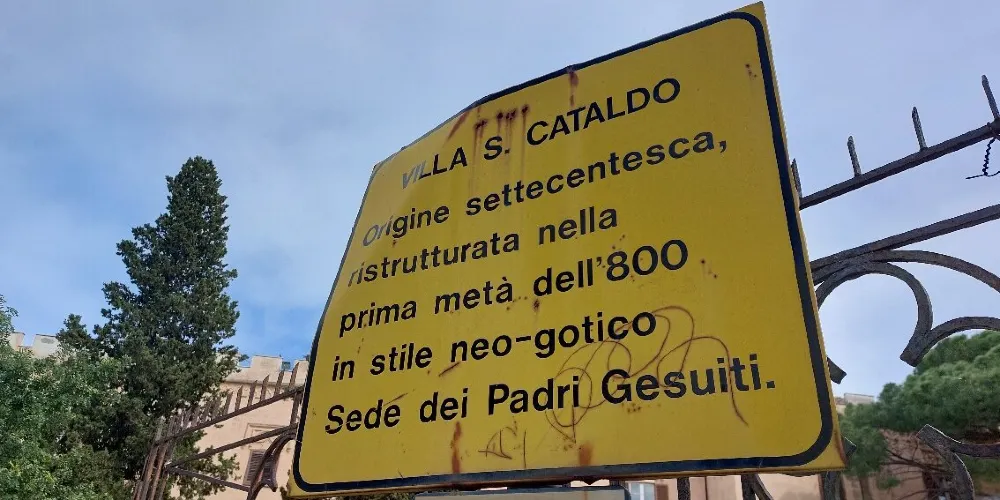 VILLA S. CATALDO
Origine settecentesca,
ristrutturata nella
prima metà dell'800
in stile neo-gotico
Sede dei Padri Gesuiti.